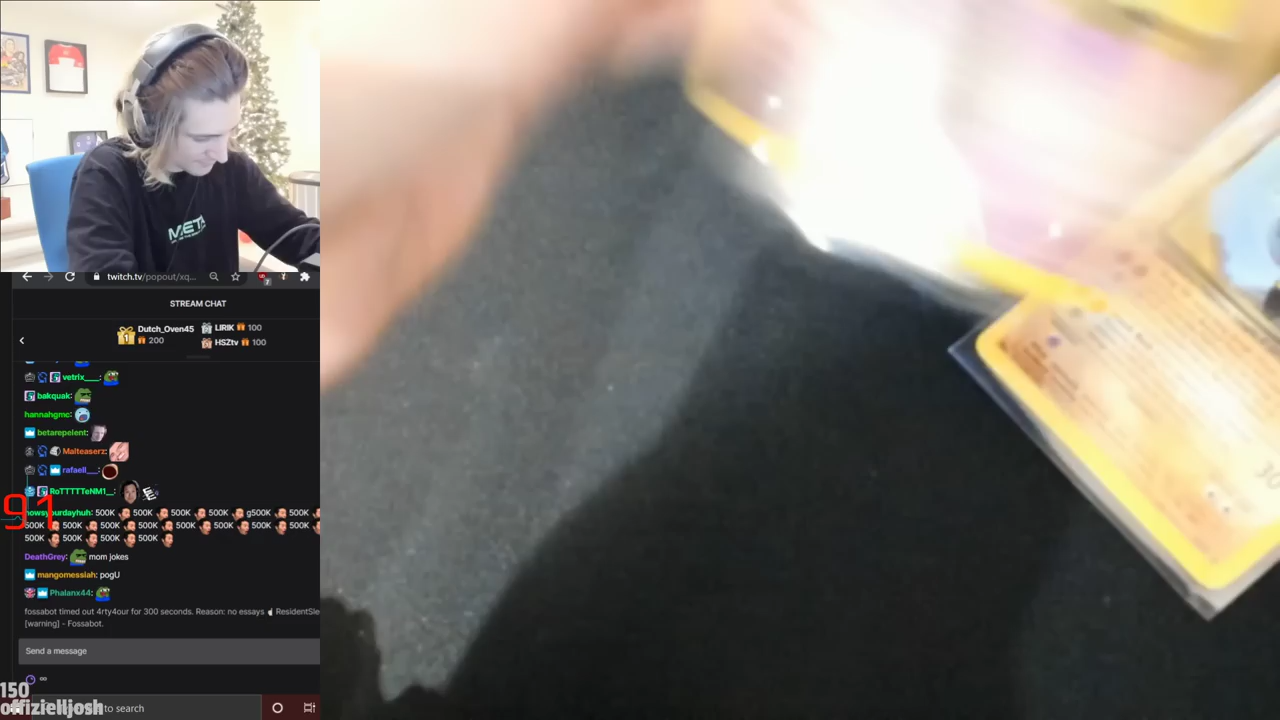 META
twitch.tv/popout/xq...
STREAM CHAT
Dutch_Oven45
200
LIRIK 100
HSZtv 100
vetrix____:
bakquak:
hannahgmc:
betarepelent:
Malteaserz:
rafaell___:
RoTTTTTeNM1_:
91
howsyourdayhuh: 500K 500K 500K 500K g500K 500K
500K 500K 500K 500K 500K 500K 500K
500K 500K 500K 500K
DeathGrey: mom jokes
mangomessiah: pogU
Phalanx44:
fossabot timed out 4rty4our for 300 seconds. Reason: no essays ResidentSle
[warning] - Fossabot.
Send a message
150
offizielljosh
to search